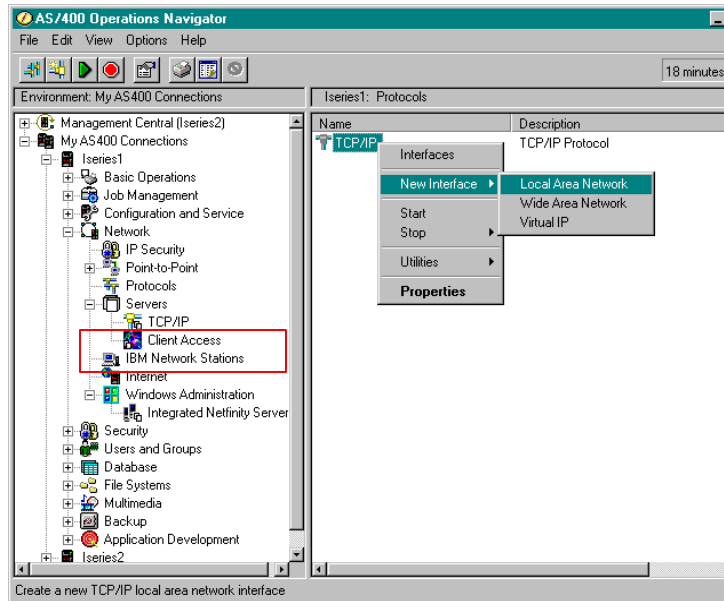 AS/400 Operations Navigator
File Edit View Options Help
18 minutes
Environment: My AS400 Connections
Iseries1: Protocols
Management Central (Iseries2)
My AS400 Connections
Iseries1
Basic Operations
Job Management
Configuration and Service
Network
IP Security
Point-to-Point
Protocols
Servers
TCP/IP
Client Access
IBM Network Stations
Internet
Windows Administration
Integrated Netfinity Server
Security
Users and Groups
Database
File Systems
Multimedia
Backup
Application Development
Iseries2
Name Description
TCP/IP TCP/IP Protocol
Interfaces
New Interface
Start
Stop
Utilities
Properties
Local Area Network
Wide Area Network
Virtual IP
Create a new TCP/IP local area network interface